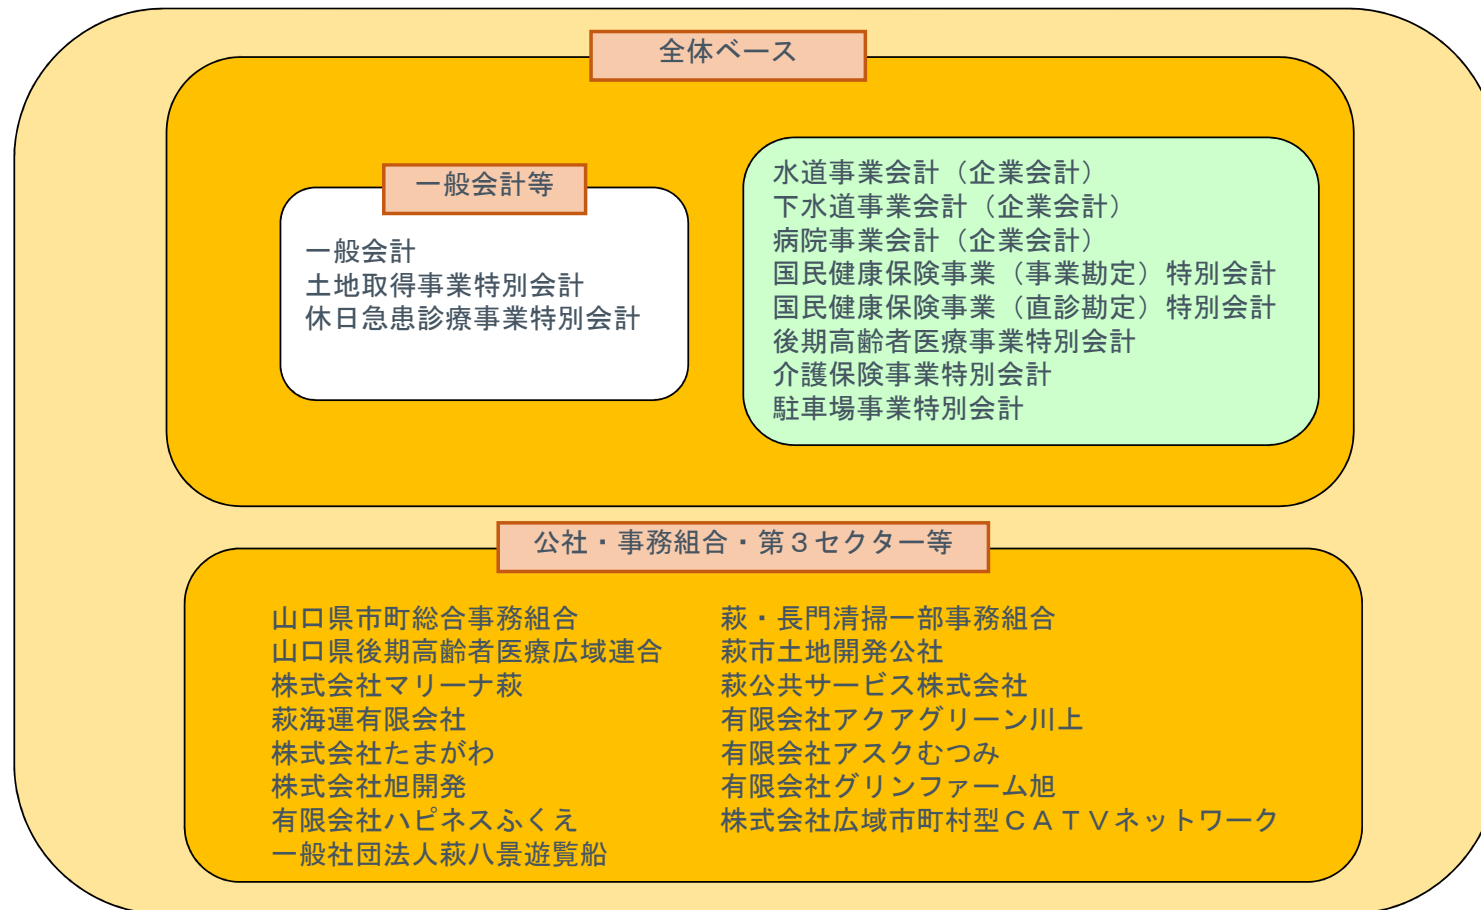 全体ベース
一般会計等
一般会計
土地取得事業特別会計
休日急患診療事業特別会計
水道事業会計（企業会計）
下水道事業会計（企業会計）
病院事業会計（企業会計）
国民健康保険事業（事業勘定）特別会計
国民健康保険事業（直診勘定）特別会計
後期高齢者医療事業特別会計
介護保険事業特別会計
駐車場事業特別会計
公社・事務組合・第３セクター等
山口県市町総合事務組合
山口県後期高齢者医療広域連合
株式会社マリーナ萩
萩海運有限会社
株式会社たまがわ
株式会社旭開発
有限会社ハピネスふくえ
一般社団法人萩八景遊覧船
萩・長門清掃一部事務組合
萩市土地開発公社
萩公共サービス株式会社
有限会社アクアグリーン川上
有限会社アスクむつみ
有限会社グリンファーム旭
株式会社広域市町村型ＣＡＴＶネットワーク